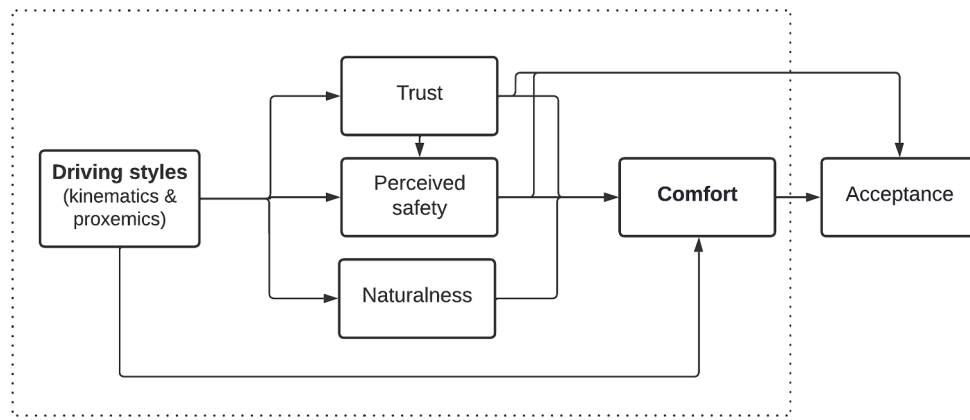 Driving styles
(kinematics &
proxemics)
Trust
Perceived
safety
Naturalness
Comfort
Acceptance